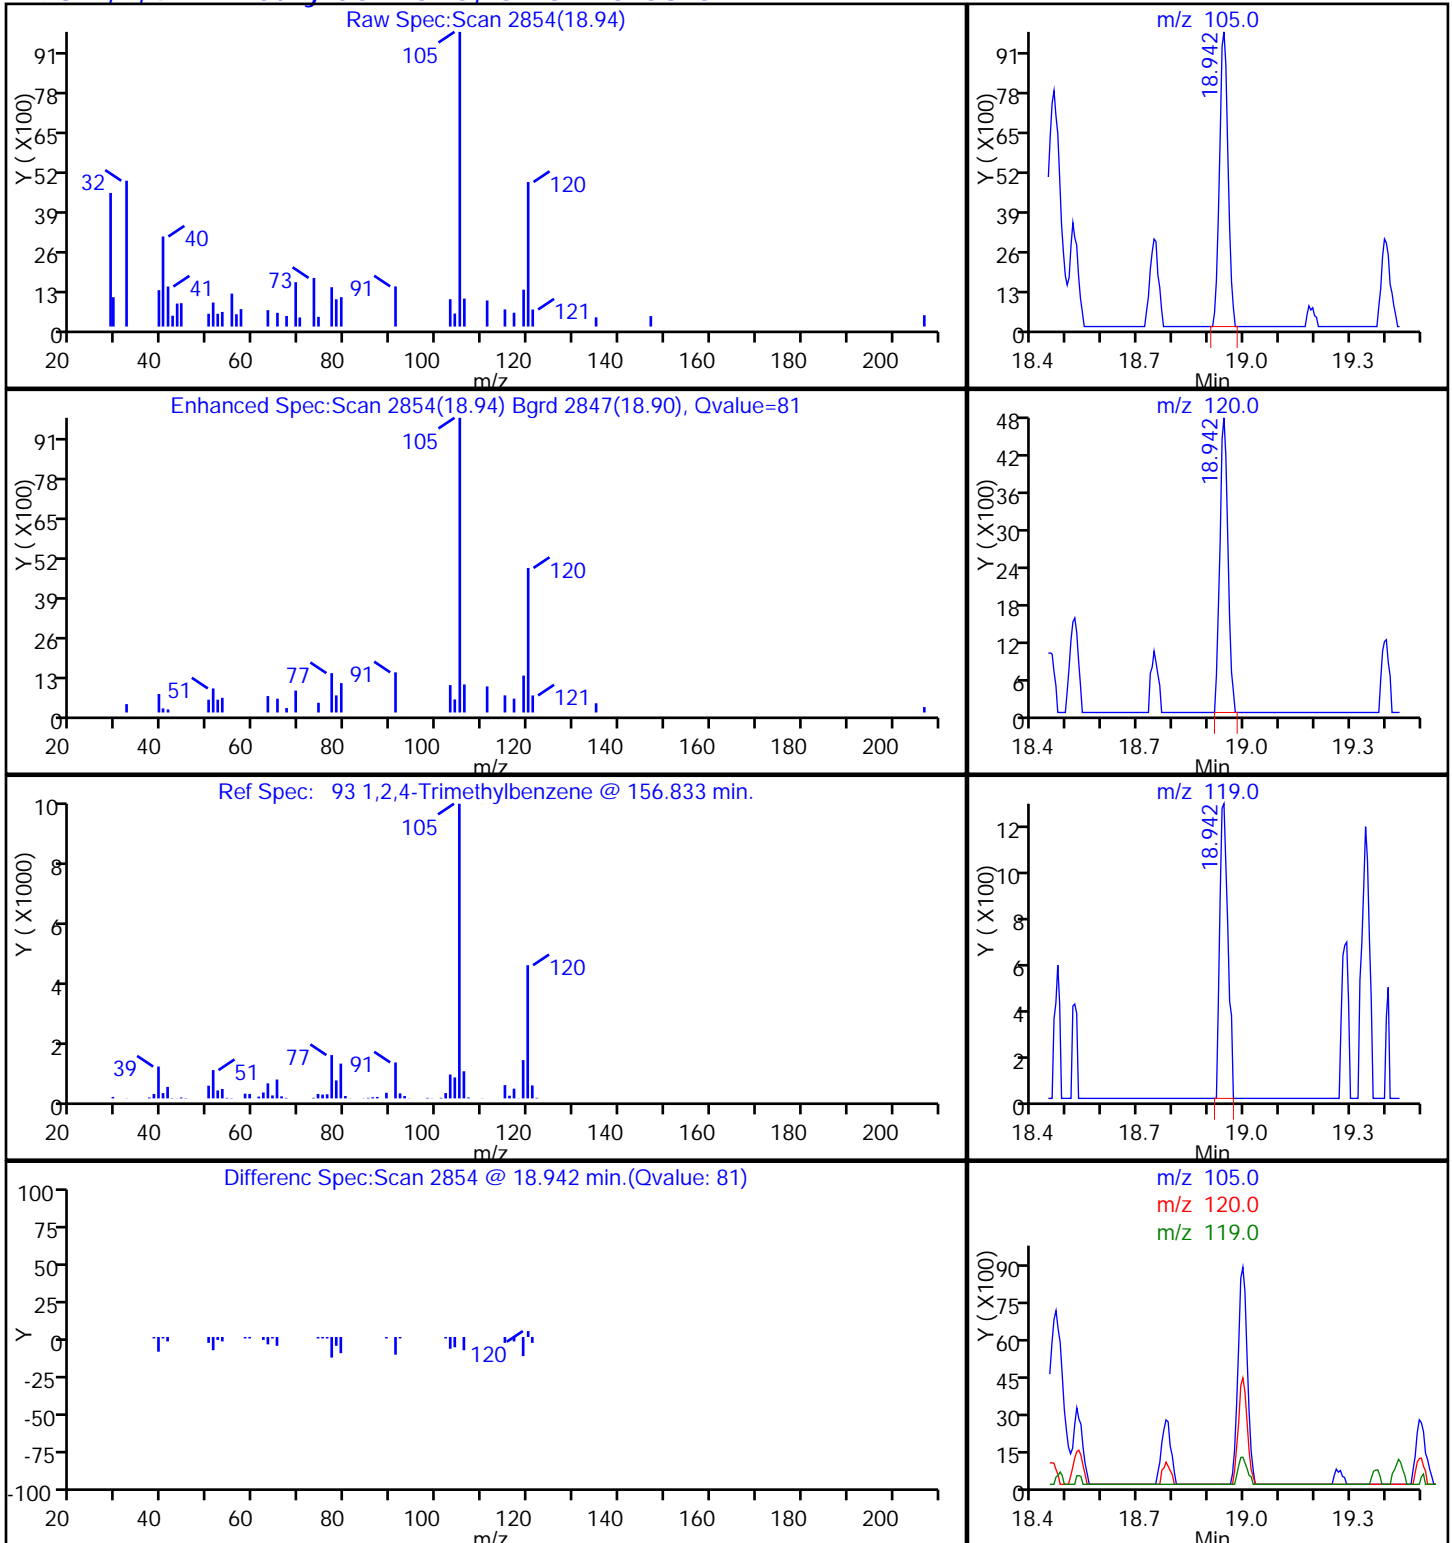 Raw Spec:Scan 2854(18.94)
Y ( X100)
91
78
65
52
39
26
13
0
105
32
40
41
73
91
120
121
20 40 60 80 100 120 140 160 180 200
m/z
m/z 105.0
Y ( X100)
91
78
65
52
39
26
13
0
18.942
18.4 18.7 19.0 19.3
Min
Enhanced Spec:Scan 2854(18.94) Bgrd 2847(18.90), Qvalue=81
Y ( X100)
91
78
65
52
39
26
13
0
105
51
77
91
120
121
20 40 60 80 100 120 140 160 180 200
m/z
m/z 120.0
Y ( X100)
48
42
36
30
24
18
12
6
0
18.942
18.4 18.7 19.0 19.3
Min
Ref Spec: 93 1,2,4-Trimethylbenzene @ 156.833 min.
Y ( X1000)
10
8
6
4
2
0
105
39
51
77
91
120
20 40 60 80 100 120 140 160 180 200
m/z
m/z 119.0
Y ( X100)
12
10
8
6
4
2
0
18.942
18.4 18.7 19.0 19.3
Min
Differenc Spec:Scan 2854 @ 18.942 min.(Qvalue: 81)
Y
100
75
50
25
0
-25
-50
-75
-100
120
20 40 60 80 100 120 140 160 180 200
m/z
m/z 105.0
m/z 120.0
m/z 119.0
Y ( X100)
90
75
60
45
30
15
0
18.4 18.7 19.0 19.3
Min